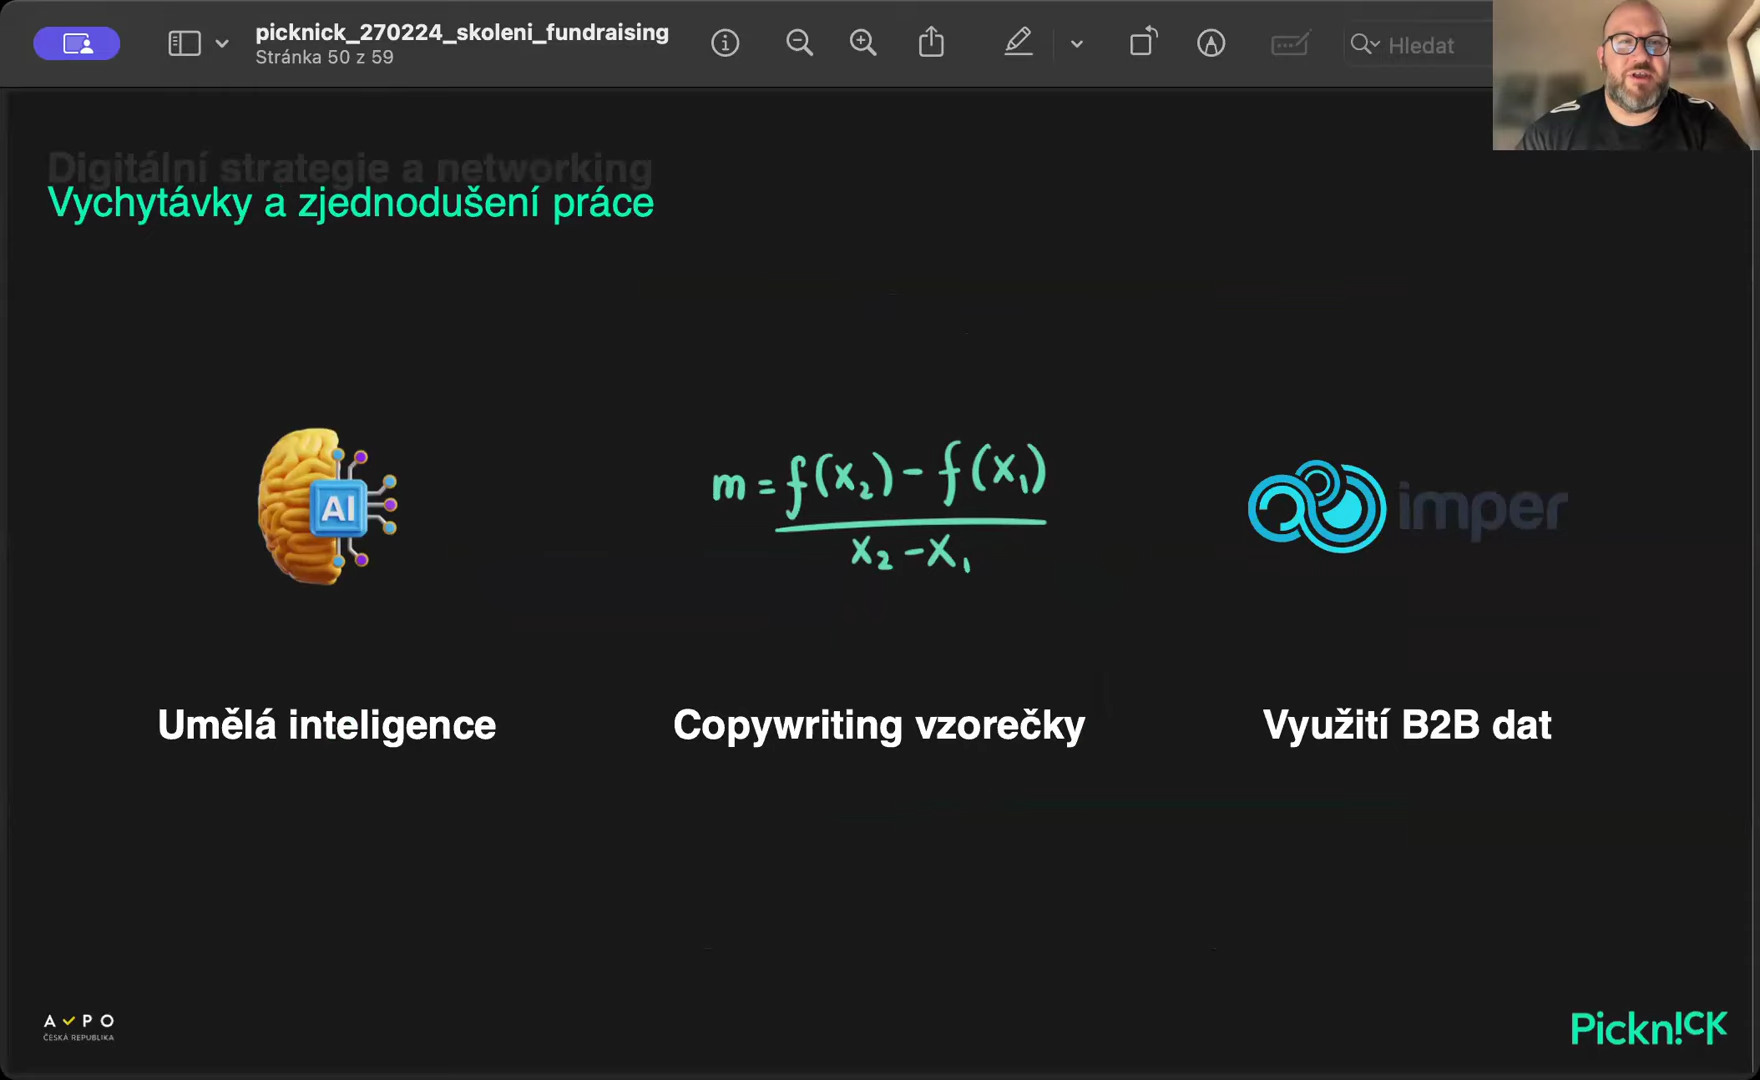 picknick_270224_skoleni_fundraising
Stránka 50 z 59
Hledat
Digitální strategie a networking
Vychytávky a zjednodušení práce
AI
m = f(x₂) - f(x₁)
x₂ - x₁
imper
Umělá inteligence
Copywriting vzorečky
Využití B2B dat
A PO
ČESKÁ REPUBLIKA
Pickn!CK